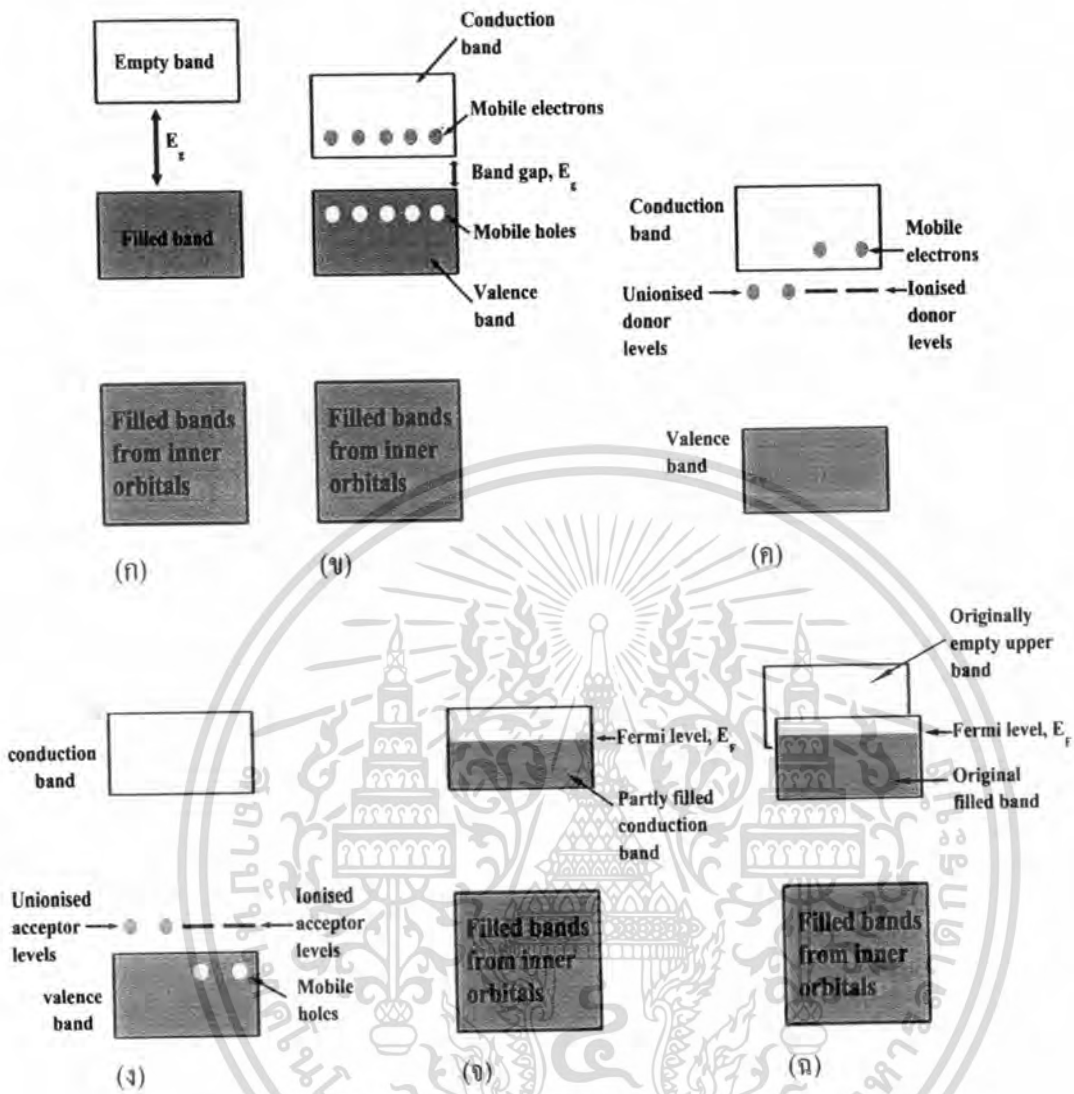 Conduction
band
Empty band
Mobile electrons
E g
Band gap, E g
Filled band
Mobile holes
Valence
band
Filled bands
from inner
orbitals
Filled bands
from inner
orbitals
(ก)
(ข)
Conduction
band
Mobile
electrons
Unionised
donor
levels
Ionised
donor
levels
Valence
band
(ค)
conduction
band
Unionised
acceptor
levels
Ionised
acceptor
levels
valence
band
Mobile
holes
(ง)
Fermi level, E F
Partly filled
conduction
band
Filled bands
from inner
orbitals
(จ)
Originally
empty upper
band
Fermi level, E F
Original
filled band
Filled bands
from inner
orbitals
(ฉ)